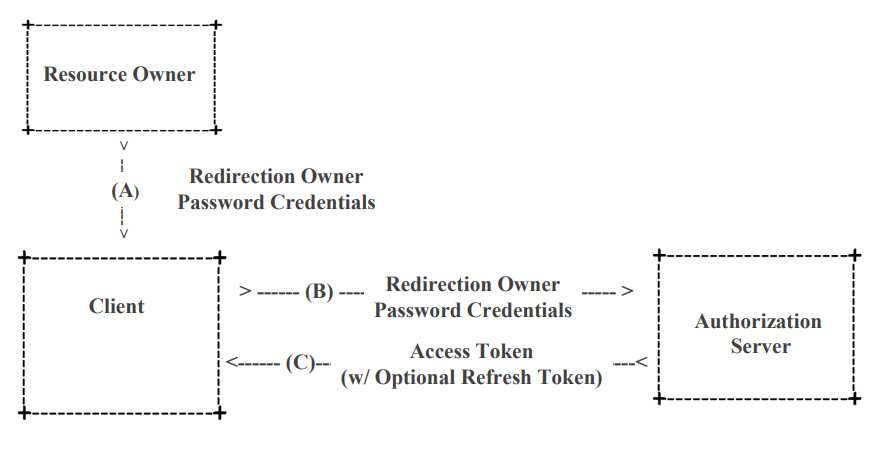 Resource Owner
(A)
Redirection Owner
Password Credentials
Client
> ------ (B) ----
Redirection Owner
Password Credentials
----- >
Authorization
Server
<------ (C)--
Access Token
(w/ Optional Refresh Token)
----<